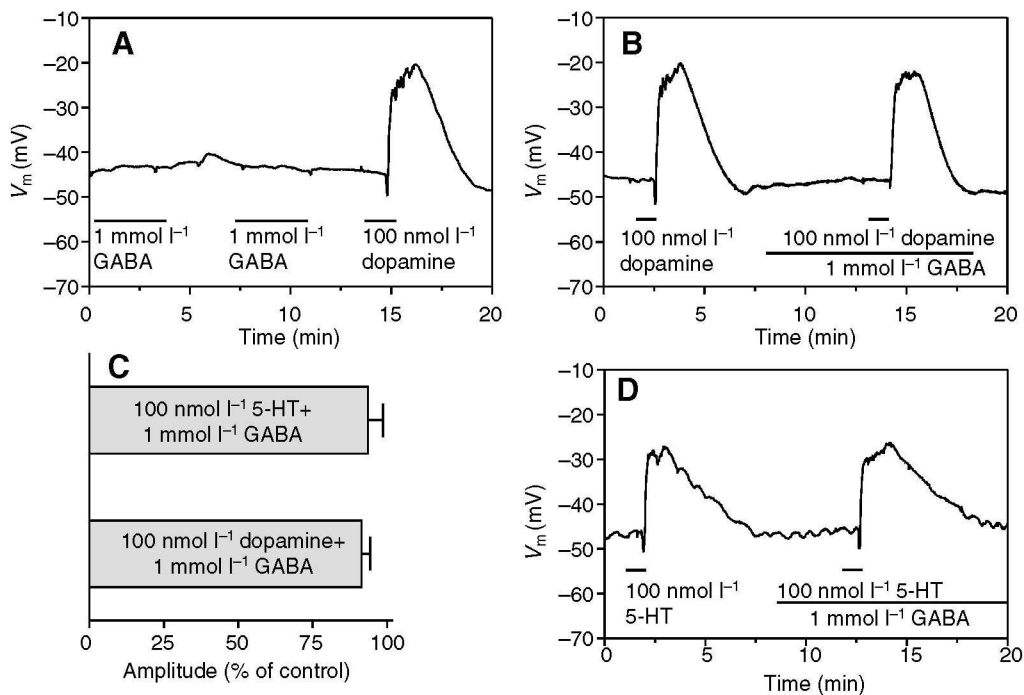 A
−10
−20
−30
−40
−50
−60
−70
Vm (mV)
1 mmol l−1
GABA
1 mmol l−1
GABA
100 nmol l−1
dopamine
0
5
10
15
20
Time (min)
B
−10
−20
−30
−40
−50
−60
−70
Vm (mV)
100 nmol l−1
dopamine
100 nmol l−1 dopamine
1 mmol l−1 GABA
0
5
10
15
20
Time (min)
C
100 nmol l−1 5-HT+
1 mmol l−1 GABA
100 nmol l−1 dopamine+
1 mmol l−1 GABA
0
25
50
75
100
Amplitude (% of control)
D
−10
−20
−30
−40
−50
−60
−70
Vm (mV)
100 nmol l−1
5-HT
100 nmol l−1 5-HT
1 mmol l−1 GABA
0
5
10
15
20
Time (min)